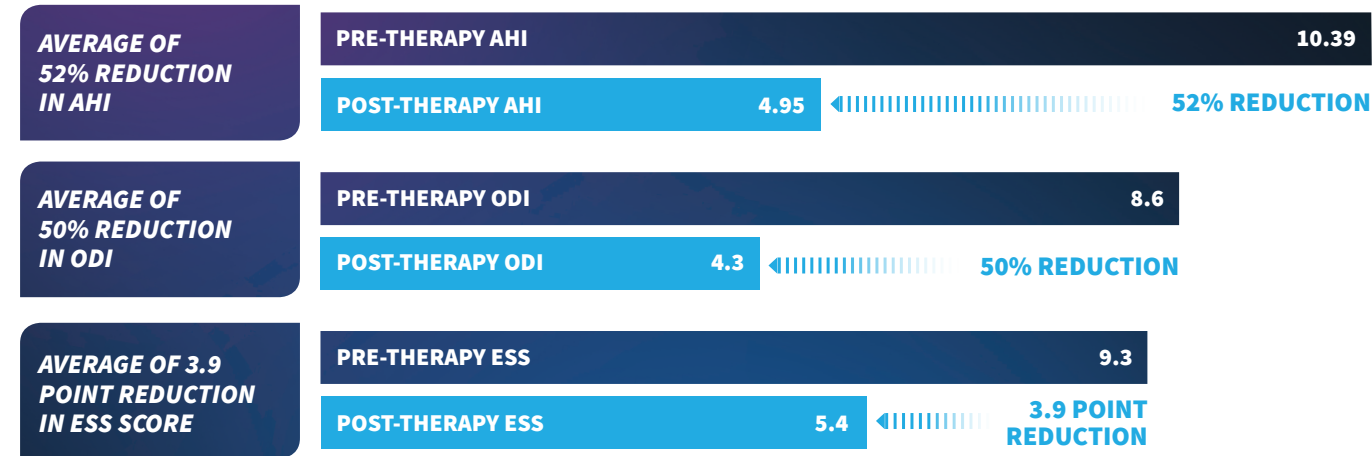 AVERAGE OF
52% REDUCTION
IN AHI
PRE-THERAPY AHI 10.39
POST-THERAPY AHI 4.95
52% REDUCTION
AVERAGE OF
50% REDUCTION
IN ODI
PRE-THERAPY ODI 8.6
POST-THERAPY ODI 4.3
50% REDUCTION
AVERAGE OF 3.9
POINT REDUCTION
IN ESS SCORE
PRE-THERAPY ESS 9.3
POST-THERAPY ESS 5.4
3.9 POINT
REDUCTION